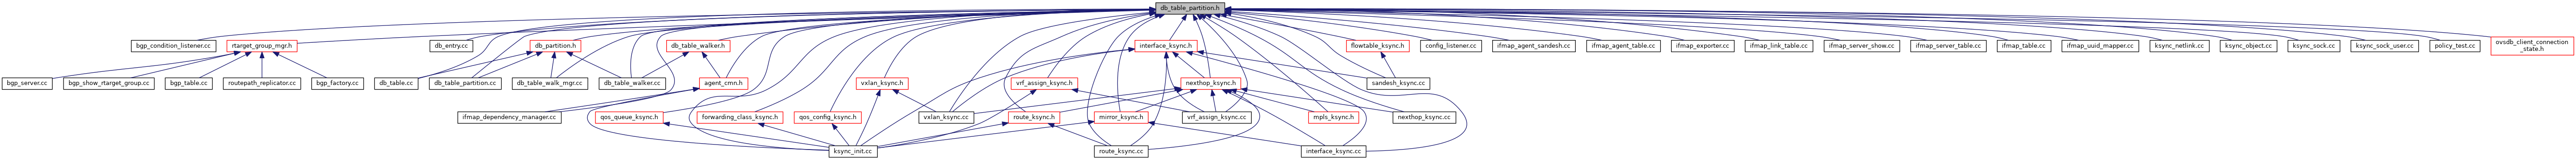 db_table_partition.h
bgp_condition_listener.cc
rtarget_group_mgr.h
db_entry.cc
db_partition.h
db_table_walker.h
interface_ksync.h
flowtable_ksync.h
config_listener.cc
ifmap_agent_sandesh.cc
ifmap_agent_table.cc
ifmap_exporter.cc
ifmap_link_table.cc
ifmap_server_show.cc
ifmap_server_table.cc
ifmap_table.cc
ifmap_uuid_mapper.cc
ksync_netlink.cc
ksync_object.cc
ksync_sock.cc
ksync_sock_user.cc
policy_test.cc
ovsdb_client_connection
_state.h
bgp_server.cc
bgp_show_rtarget_group.cc
bgp_table.cc
routepath_replicator.cc
bgp_factory.cc
db_table.cc
db_table_partition.cc
db_table_walk_mgr.cc
db_table_walker.cc
agent_cmn.h
vxlan_ksync.h
vrf_assign_ksync.h
nexthop_ksync.h
sandesh_ksync.cc
ifmap_dependency_manager.cc
qos_queue_ksync.h
forwarding_class_ksync.h
qos_config_ksync.h
vxlan_ksync.cc
route_ksync.h
mirror_ksync.h
vrf_assign_ksync.cc
mpls_ksync.h
nexthop_ksync.cc
ksync_init.cc
route_ksync.cc
interface_ksync.cc